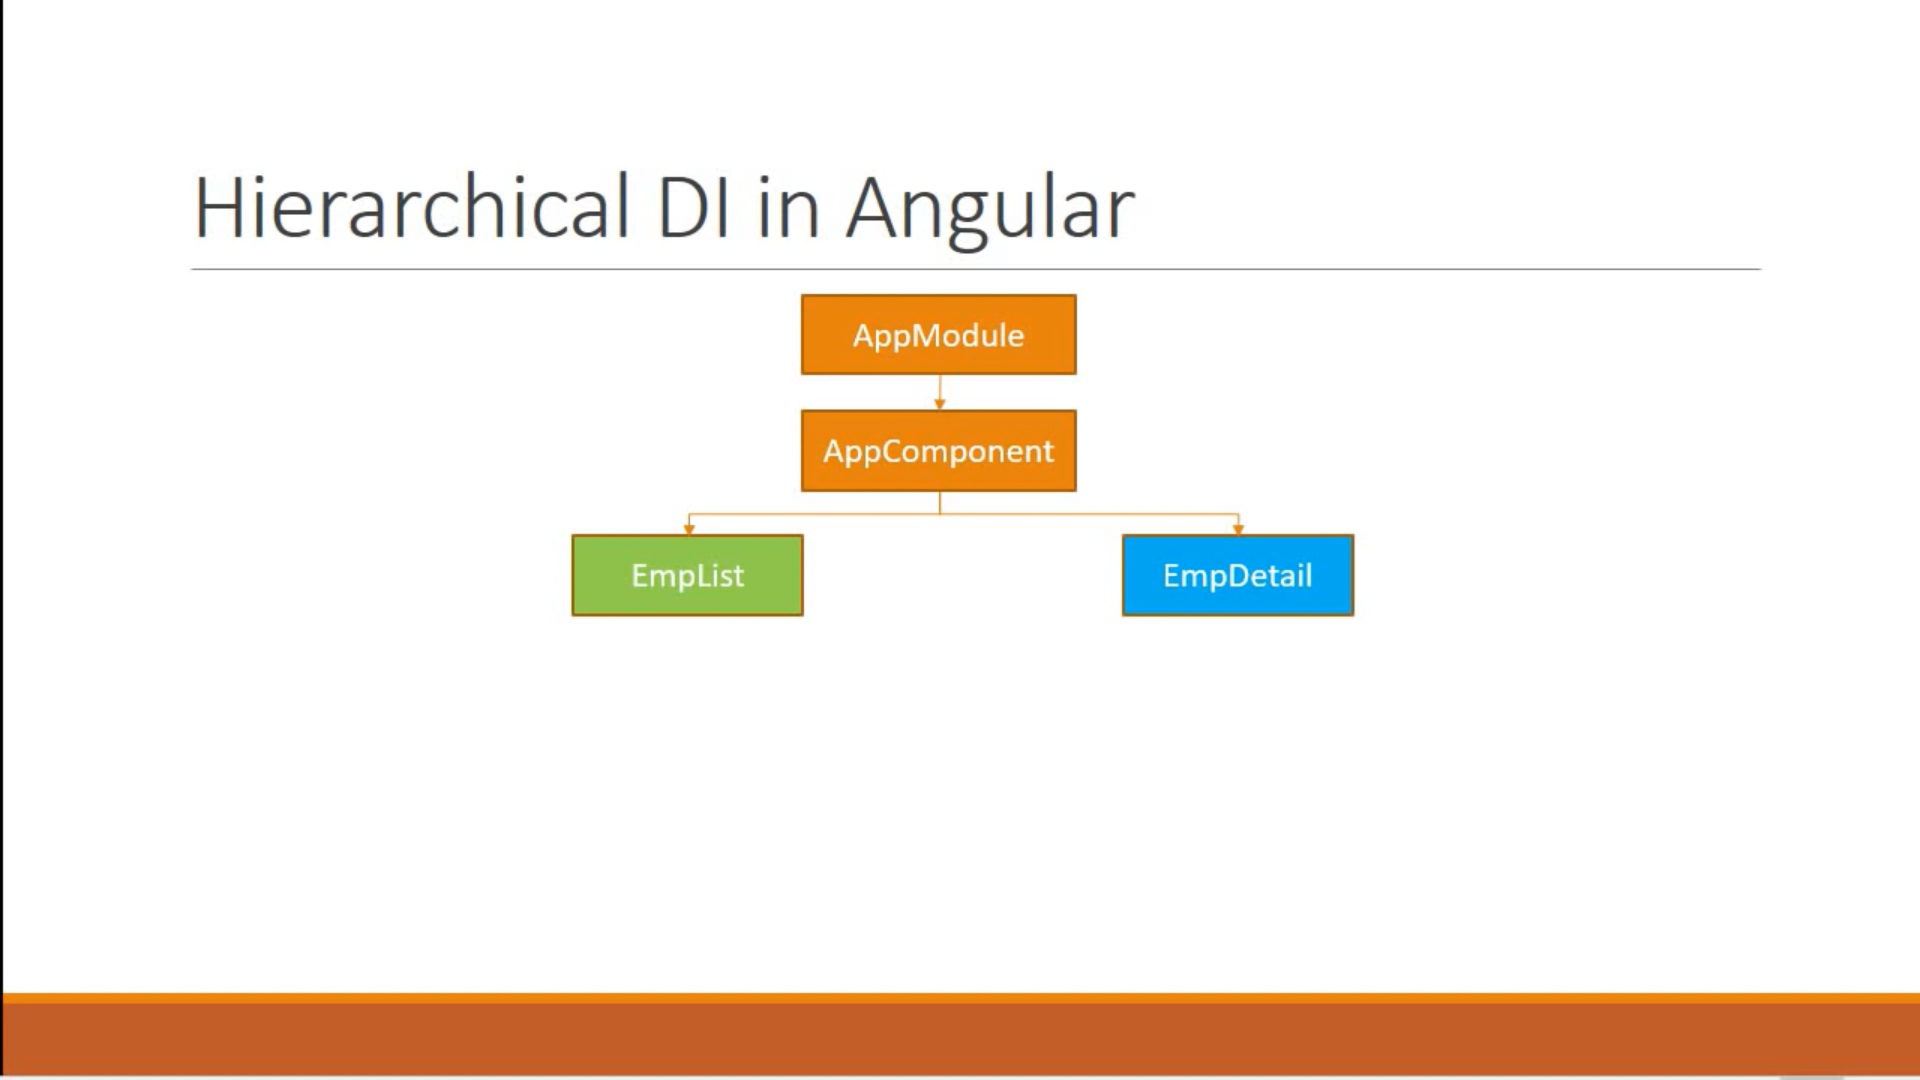 Hierarchical DI in Angular
AppModule
AppComponent
EmpList
EmpDetail